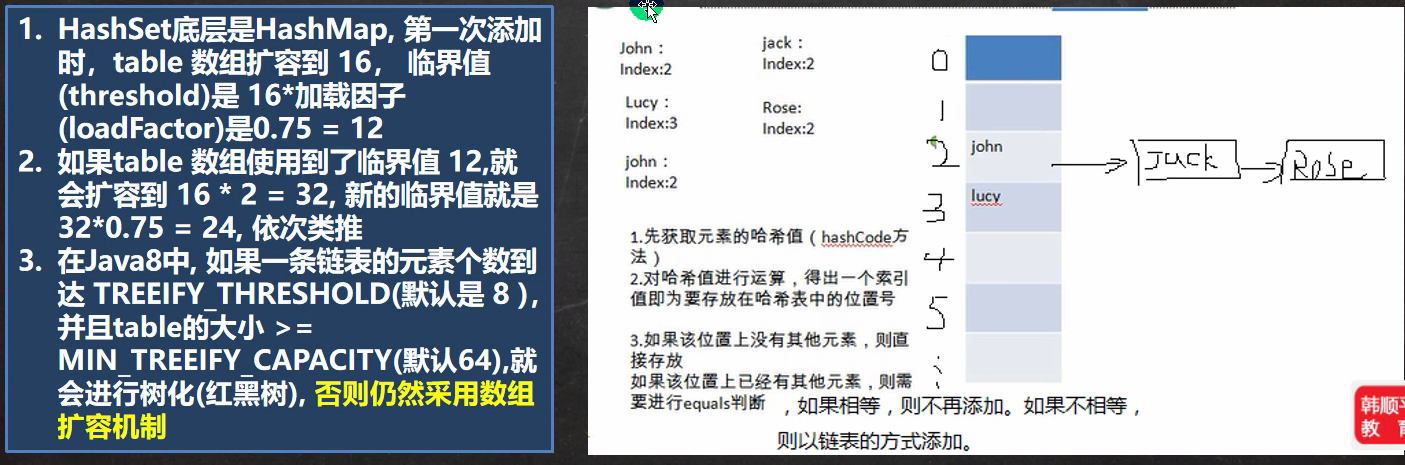 1. HashSet底层是HashMap, 第一次添加
时，table 数组扩容到 16， 临界值
(threshold)是 16*加载因子
(loadFactor)是0.75 = 12
2. 如果table 数组使用到了临界值 12,就
会扩容到 16 * 2 = 32, 新的临界值就是
32*0.75 = 24, 依次类推
3. 在Java8中, 如果一条链表的元素个数到
达 TREEIFY_THRESHOLD(默认是 8 ),
并且table的大小 >=
MIN_TREEIFY_CAPACITY(默认64),就
会进行树化(红黑树), 否则仍然采用数组
扩容机制
John：
Index:2
jack：
Index:2
Lucy：
Index:3
Rose:
Index:2
john：
Index:2
1.先获取元素的哈希值（hashCode方
法）
2.对哈希值进行运算，得出一个索引
值即为要存放在哈希表中的位置号
3.如果该位置上没有其他元素，则直
接存放
如果该位置上已经有其他元素，则需
要进行equals判断 ，如果相等，则不再添加。如果不相等，
则以链表的方式添加。
0
1
2 john Jack Rose
3 lucy
4
5
韩顺平
教 育